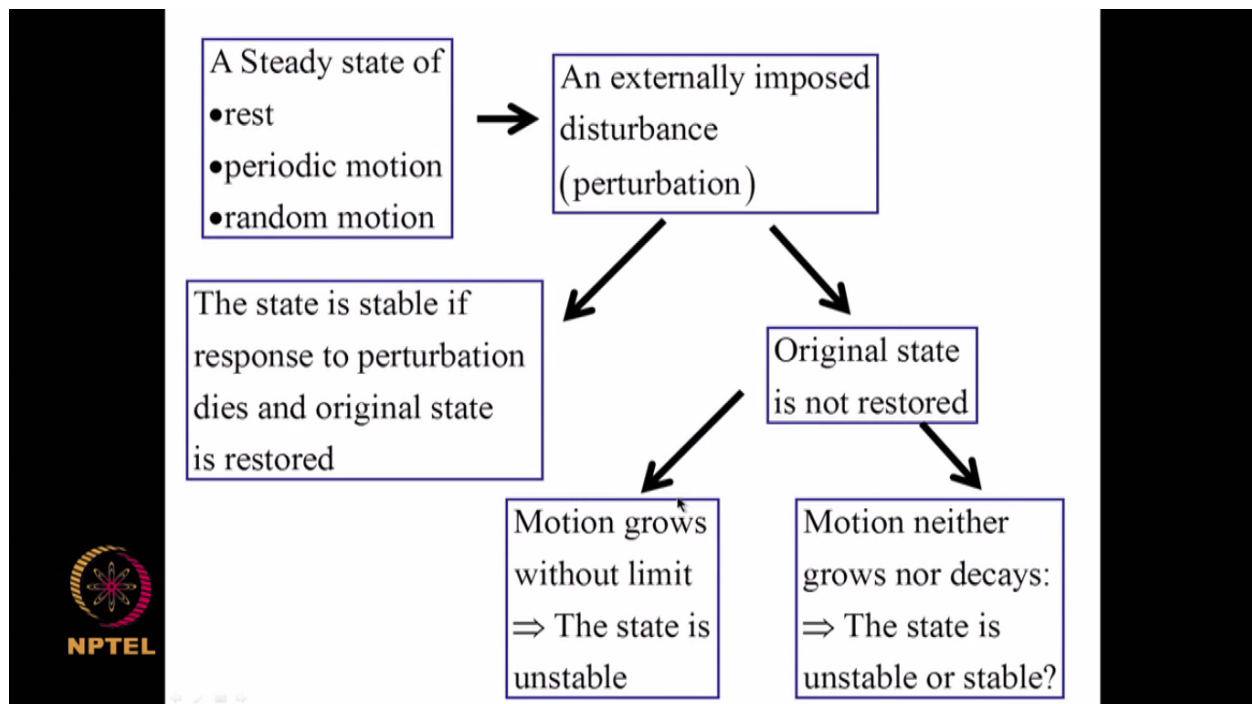 A Steady state of
•rest
•periodic motion
•random motion
An externally imposed
disturbance
(perturbation)
The state is stable if
response to perturbation
dies and original state
is restored
Original state
is not restored
Motion grows
without limit
⇒ The state is
unstable
Motion neither
grows nor decays:
⇒ The state is
unstable or stable?
NPTEL